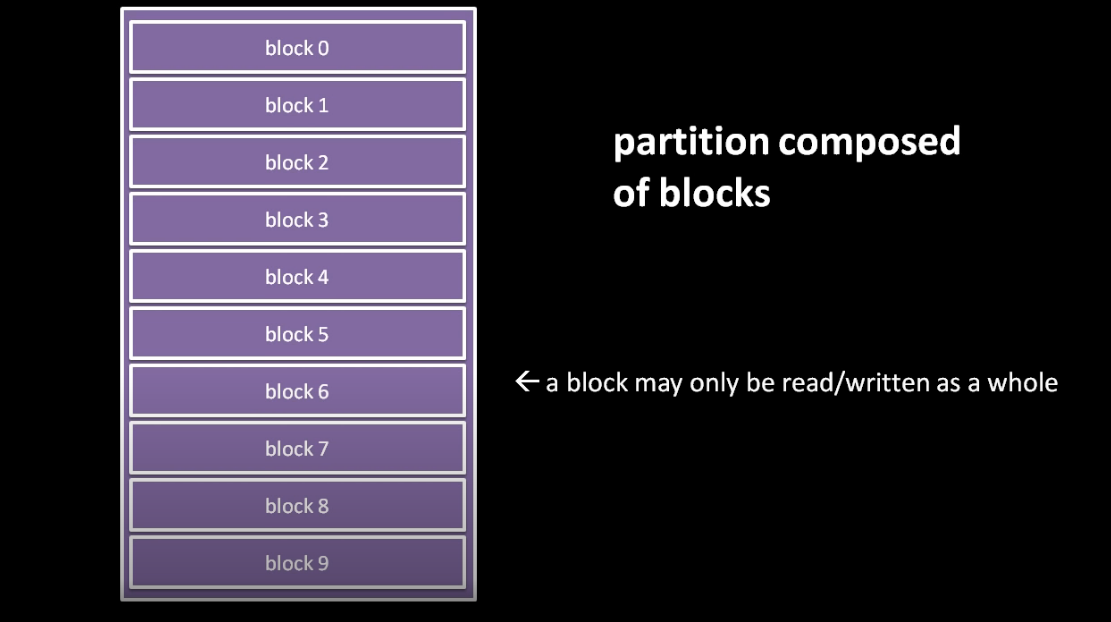 block 0
block 1
block 2
block 3
block 4
block 5
block 6
block 7
block 8
block 9
partition composed
of blocks
← a block may only be read/written as a whole